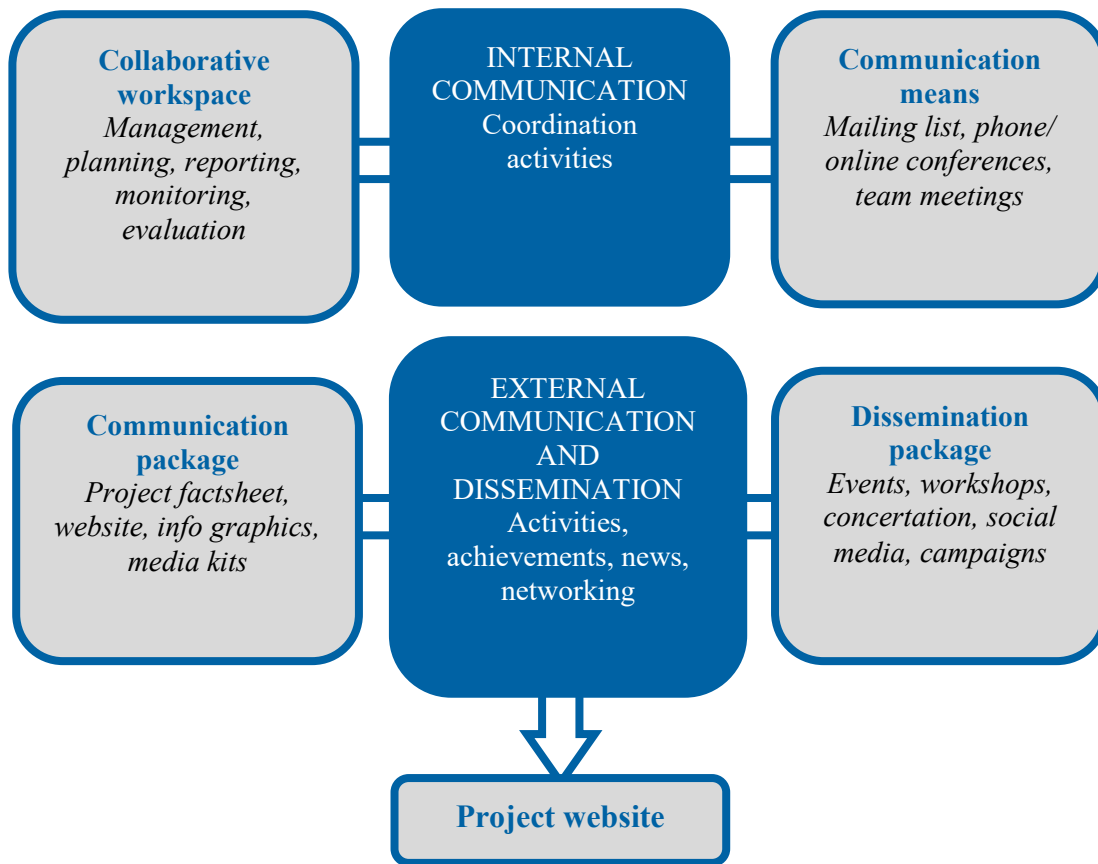 Collaborative
workspace
Management,
planning, reporting,
monitoring,
evaluation
INTERNAL
COMMUNICATION
Coordination
activities
Communication
means
Mailing list, phone/
online conferences,
team meetings
Communication
package
Project factsheet,
website, info graphics,
media kits
EXTERNAL
COMMUNICATION
AND
DISSEMINATION
Activities,
achievements, news,
networking
Dissemination
package
Events, workshops,
concertation, social
media, campaigns
Project website